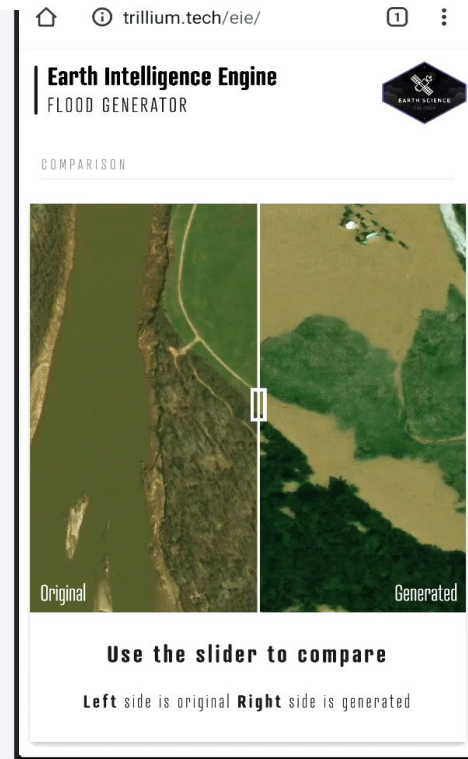 trillium.tech/eie/
1
Earth Intelligence Engine
FLOOD GENERATOR
EARTH SCIENCE
COMPARISON
Original
Generated
Use the slider to compare
Left side is original Right side is generated